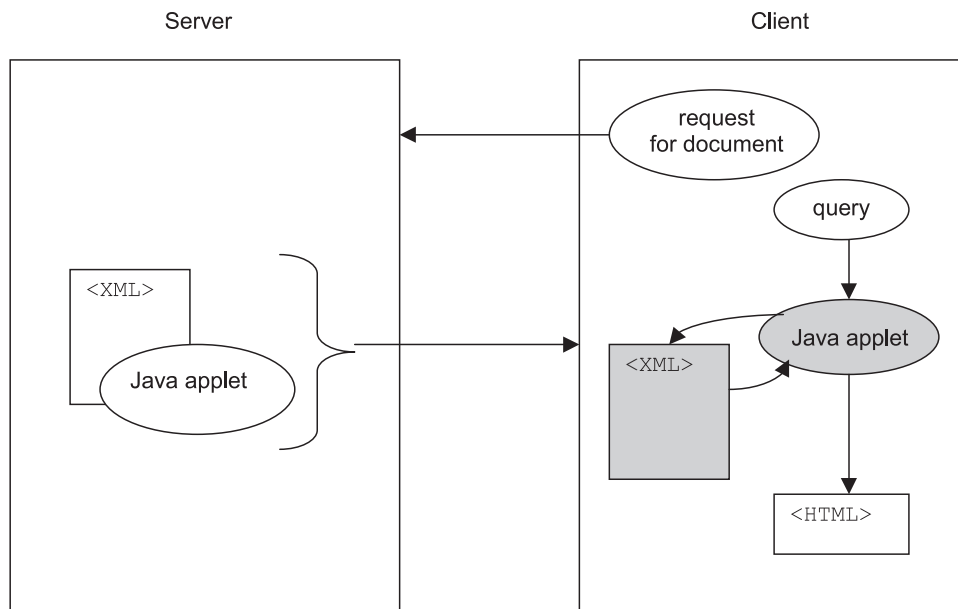 Server
Client
request
for document
query
<XML>
Java applet
Java applet
<XML>
<HTML>